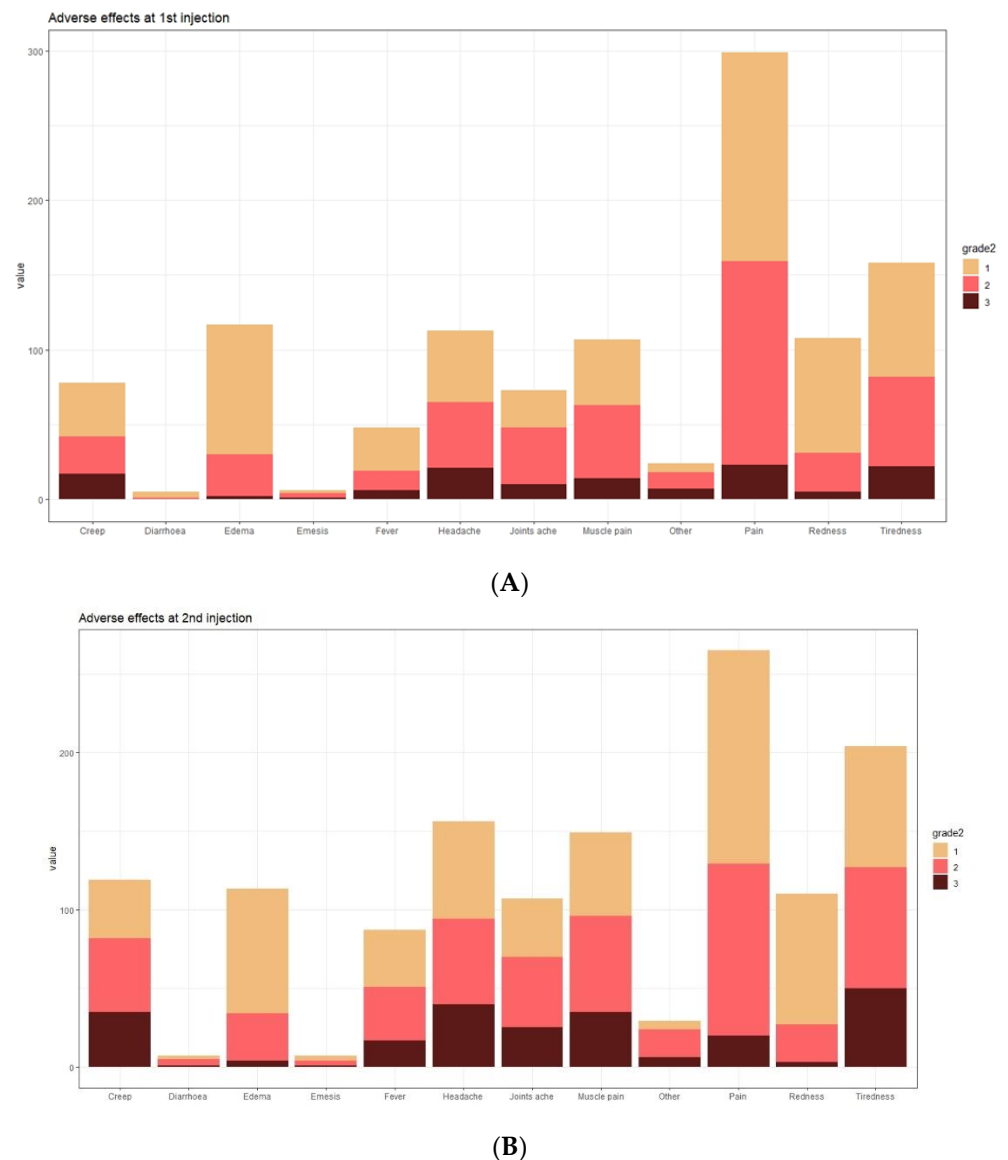 Adverse effects at 1st injection
300
200
100
0
value
Creep Diarrhoea Edema Emesis Fever Headache Joints ache Muscle pain Other Pain Redness Tiredness
grade2
1
2
3
(A)
Adverse effects at 2nd injection
200
100
0
value
Creep Diarrhoea Edema Emesis Fever Headache Joints ache Muscle pain Other Pain Redness Tiredness
grade2
1
2
3
(B)